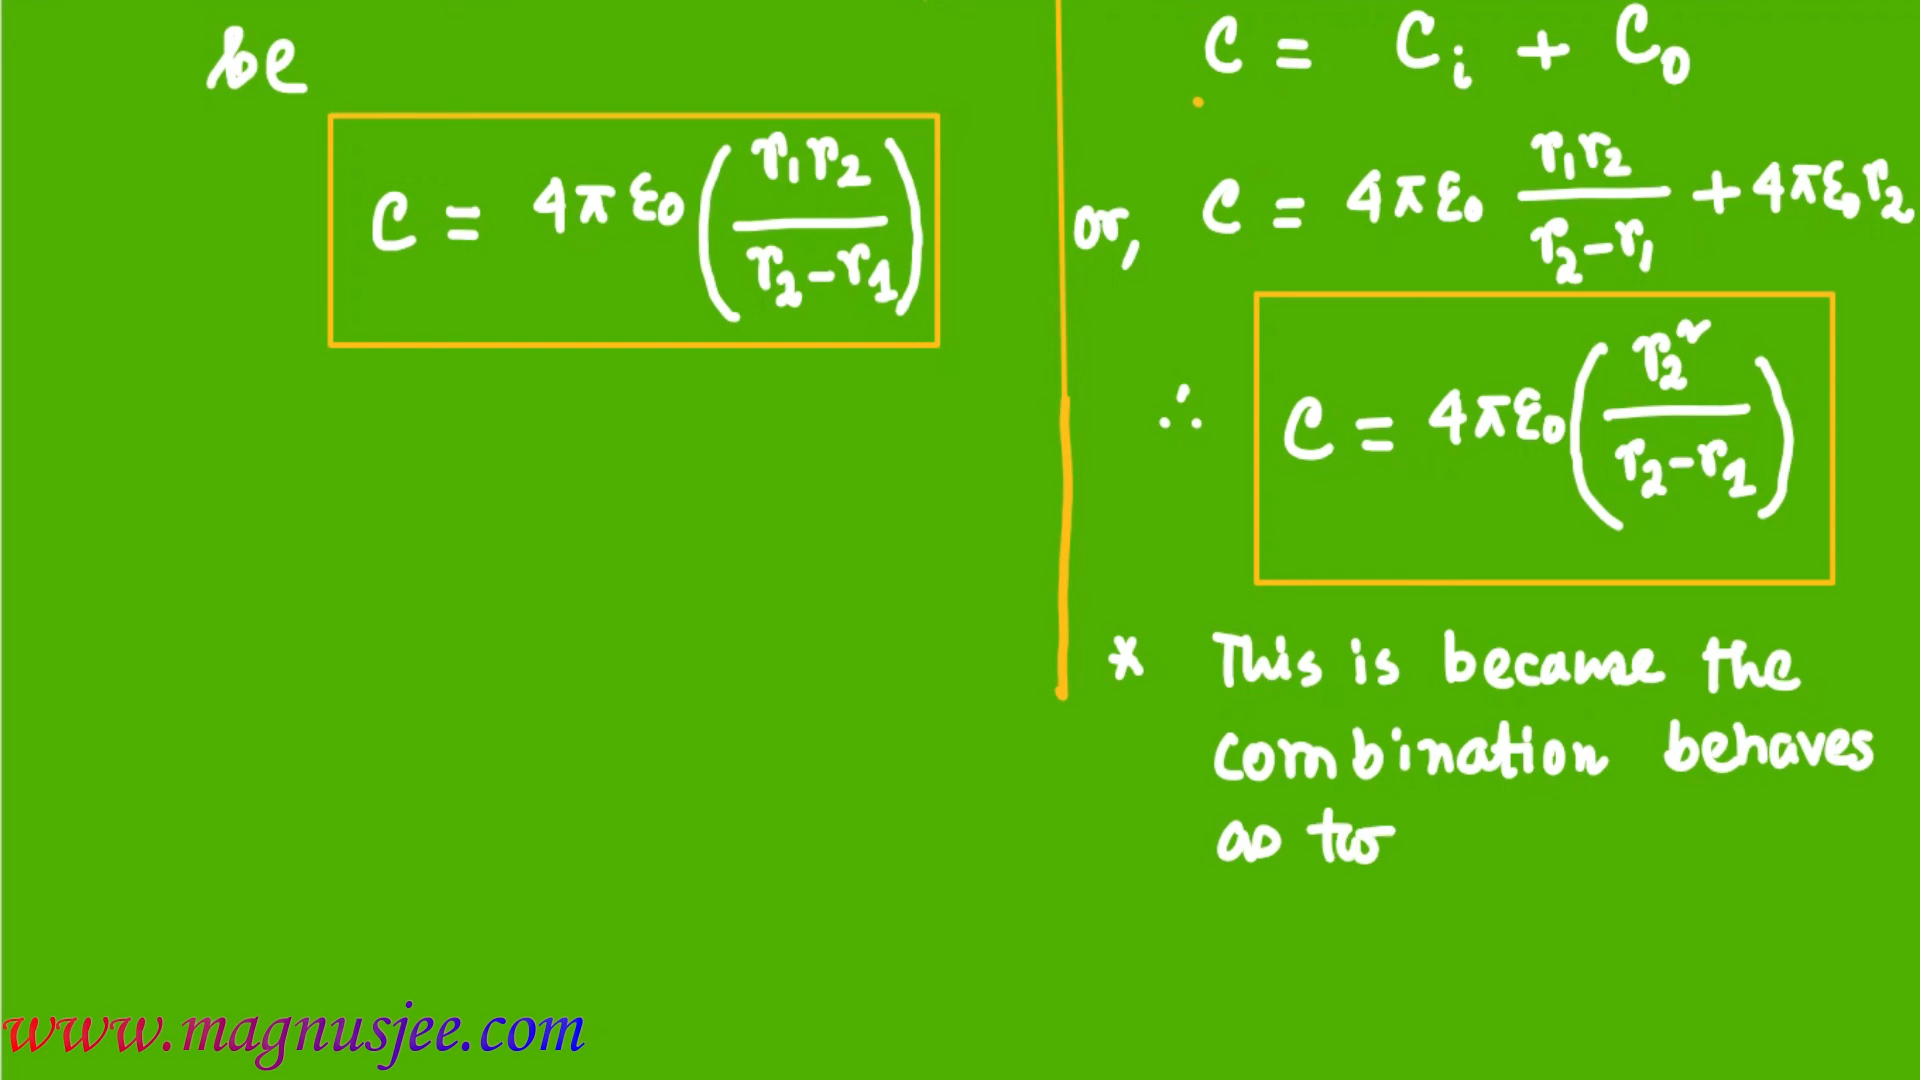 be
C = 4πε₀ (r₁r₂ / r₂-r₁)
C = Cᵢ + C₀
or, C = 4πε₀ r₁r₂ / r₂-r₁ + 4πε₀r₂
∴ C = 4πε₀ (r₂² / r₂-r₁)
* This is because the
combination behaves
as two
www.magnusjee.com